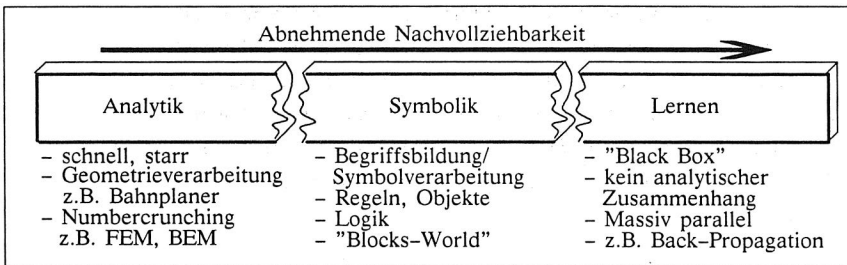 Abnehmende Nachvollziehbarkeit
Analytik
Symbolik
Lernen
– schnell, starr
– Geometrieverarbeitung
z.B. Bahnplaner
– Numbercrunching
z.B. FEM, BEM
– Begriffsbildung/
Symbolverarbeitung
– Regeln, Objekte
– Logik
– "Blocks-World"
– "Black Box"
– kein analytischer
Zusammenhang
– Massiv parallel
– z.B. Back-Propagation